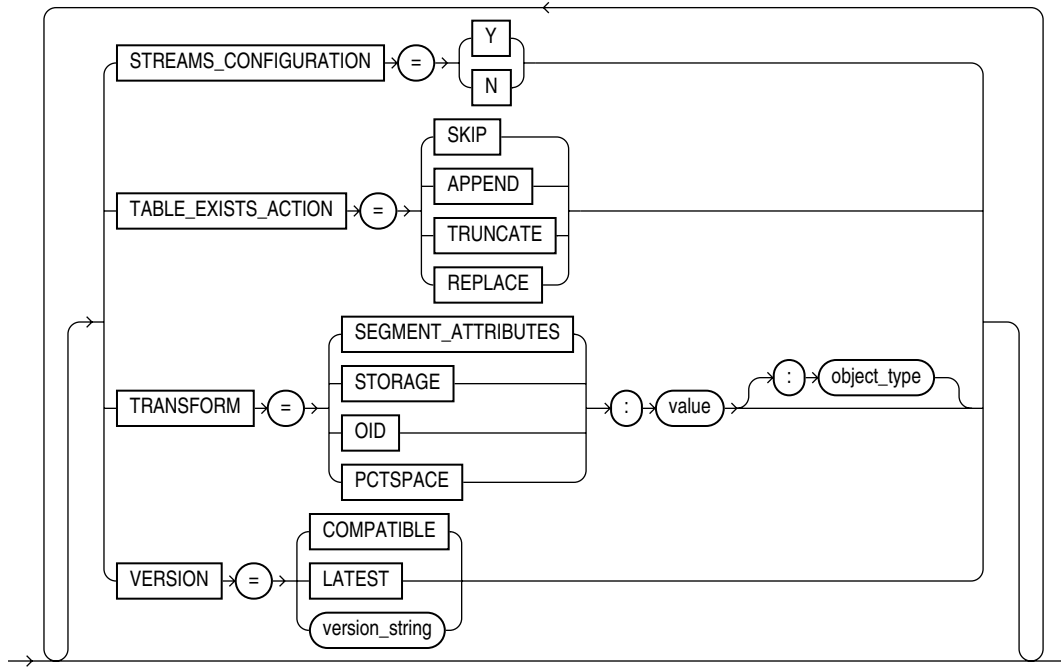 STREAMS_CONFIGURATION = Y
N
TABLE_EXISTS_ACTION = SKIP
APPEND
TRUNCATE
REPLACE
TRANSFORM = SEGMENT_ATTRIBUTES
STORAGE
OID
PCTSPACE
: value : object_type
VERSION = COMPATIBLE
LATEST
version_string